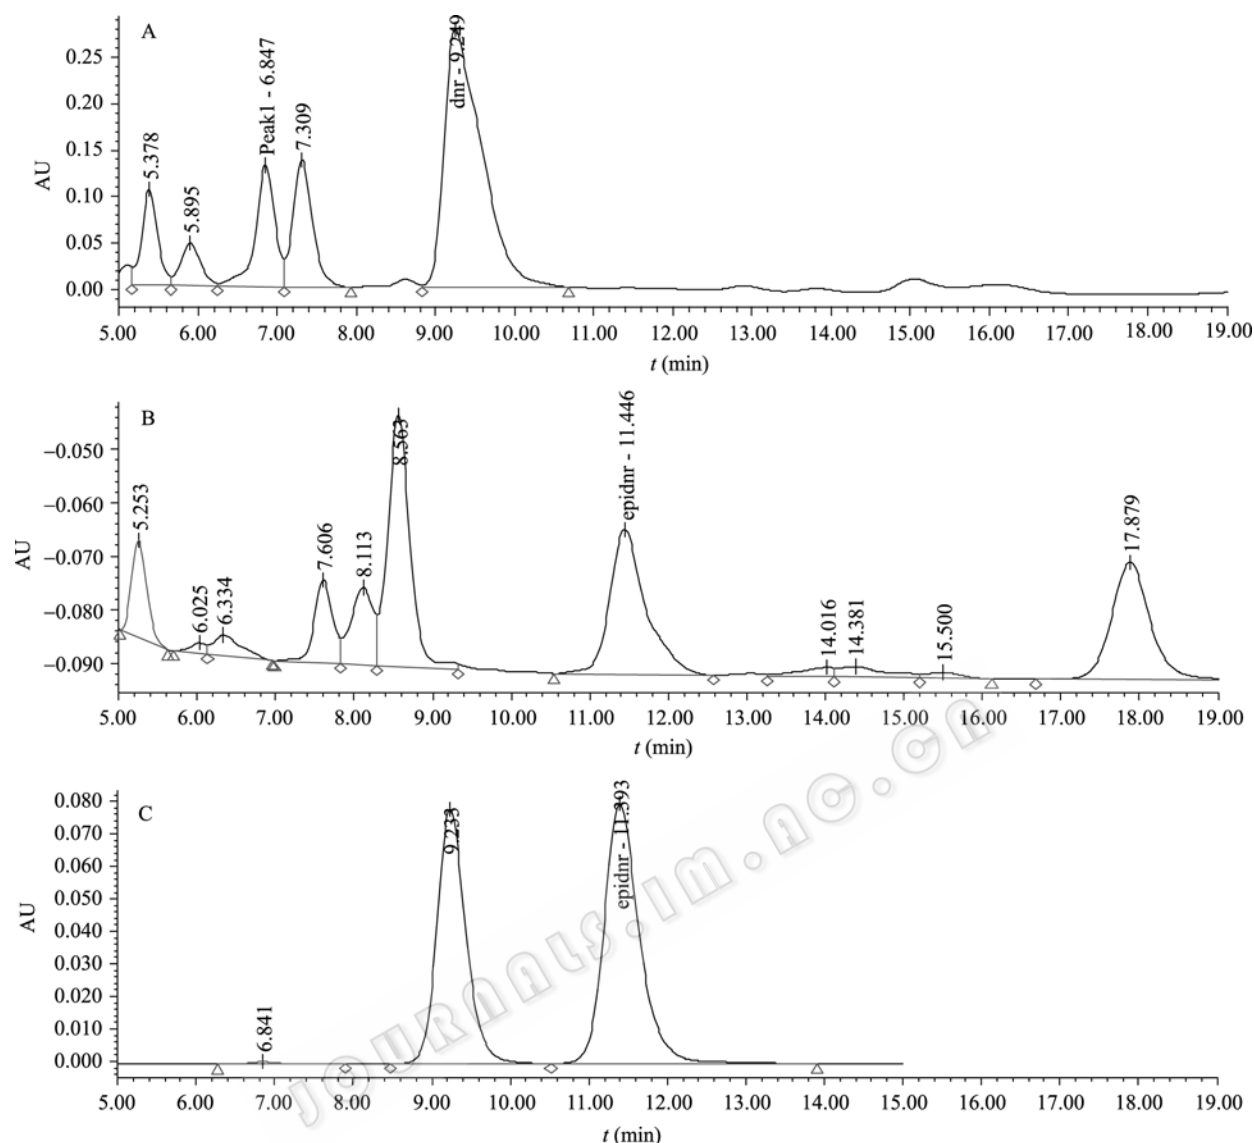 A
0.25
0.20
0.15
0.10
0.05
0.00
AU
5.378
5.895
Peak1 - 6.847
7.309
dnr - 9.249
5.00 6.00 7.00 8.00 9.00 10.00 11.00 12.00 13.00 14.00 15.00 16.00 17.00 18.00 19.00
t (min)
B
−0.050
−0.060
−0.070
−0.080
−0.090
AU
5.253
6.025
6.334
7.606
8.113
8.563
epidnr - 11.446
14.016
14.381
15.500
17.879
5.00 6.00 7.00 8.00 9.00 10.00 11.00 12.00 13.00 14.00 15.00 16.00 17.00 18.00 19.00
t (min)
C
0.080
0.070
0.060
0.050
0.040
0.030
0.020
0.010
0.000
AU
6.841
9.233
epidnr - 11.393
5.00 6.00 7.00 8.00 9.00 10.00 11.00 12.00 13.00 14.00 15.00 16.00 17.00 18.00 19.00
t (min)
JOURNALS.IM.AC.CN